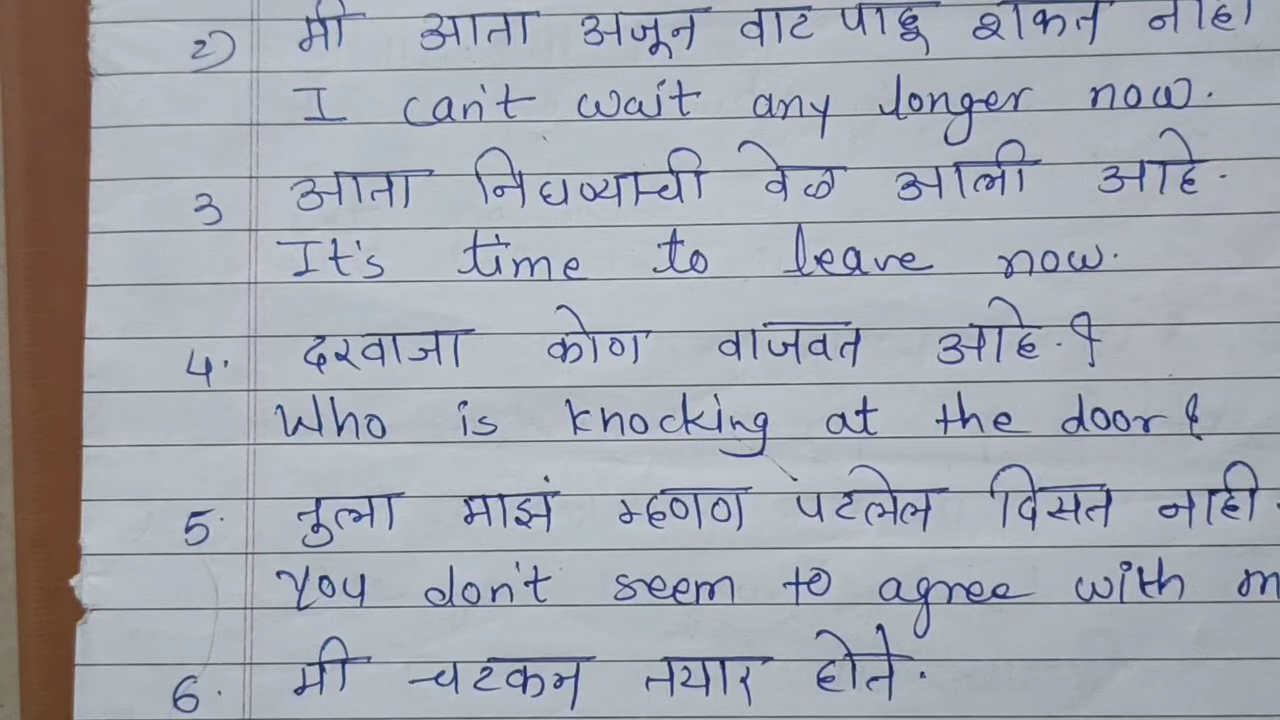 2) मी आता अजून वाट पाहू शकत नाही
I can't wait any longer now.
3 आता निघव्याची वेळ आली आहे.
It's time to leave now.
4. दरवाजा कोण वाजवत आहे.?
Who is knocking at the door?
5. तुला माझं म्हणण पटलेल दिसत नाही.
You don't seem to agree with
6. मी चटकन तयार होते.